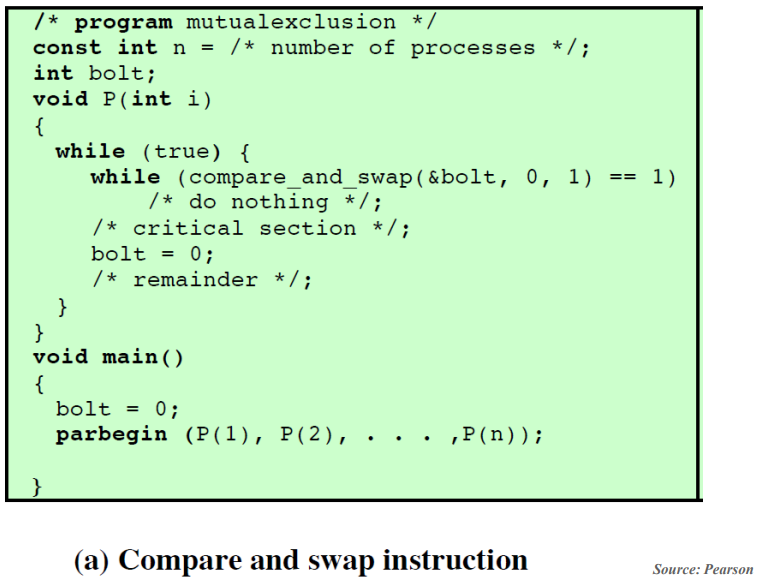 /* program mutualexclusion */
const int n = /* number of processes */;
int bolt;
void P(int i)
{
while (true) {
while (compare_and_swap(&bolt, 0, 1) == 1)
/* do nothing */;
/* critical section */;
bolt = 0;
/* remainder */;
}
}
void main()
{
bolt = 0;
parbegin (P(1), P(2), . . . ,P(n));
}
(a) Compare and swap instruction
Source: Pearson